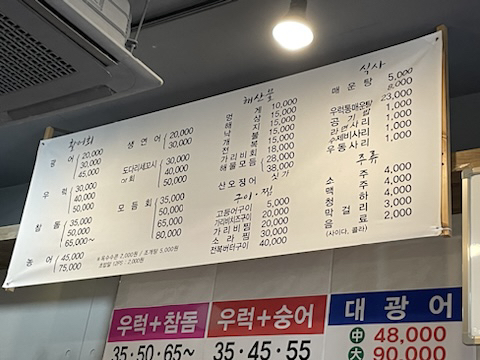 활어회
광 어 20,000
30,000
45,000
우 럭 30,000
40,000
50,000
참 돔 35,000
50,000
65,000~
농 어 45,000
75,000
생 연 어 20,000
30,000
도다리세꼬시 30,000
40,000
50,000
모 듬 회 35,000
50,000
65,000
80,000
해산물
멍 게 10,000
해 삼 15,000
낙 지 15,000
개 불 15,000
전 복 18,000
가 리 비 회 28,000
해 물 모 듬 38,000
산 오 징 어 싯 가
구이·찜
고등어구이 5,000
가리비치즈구이 20,000
가 리 비 찜 20,000
소 라 찜 30,000
전복버터구이 40,000
식사
매 운 탕 5,000
8,000
우럭통매운탕 23,000
공 기 밥 1,000
라 면 사 리 1,000
수제비사리 1,000
우 동 사 리 1,000
주류
소 주 4,000
맥 주 4,000
청 하 4,000
막 걸 리 3,000
음 료 2,000
(사이다, 콜라)
우럭+참돔
35·50·65~
우럭+숭어
35·45·55
대 광 어
中 48,000
大 90,000